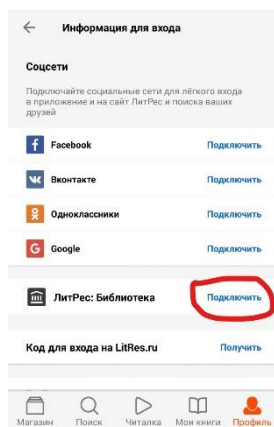 Информация для входа
Соцсети
Подключайте социальные сети для лёгкого входа
в приложение и на сайт ЛитРес и поиска ваших
друзей
Facebook Подключить
Вконтакте Подключить
Одноклассники Подключить
Google Подключить
ЛитРес: Библиотека Подключить
Код для входа на LitRes.ru Получить
Магазин Поиск Читалка Мои книги Профиль